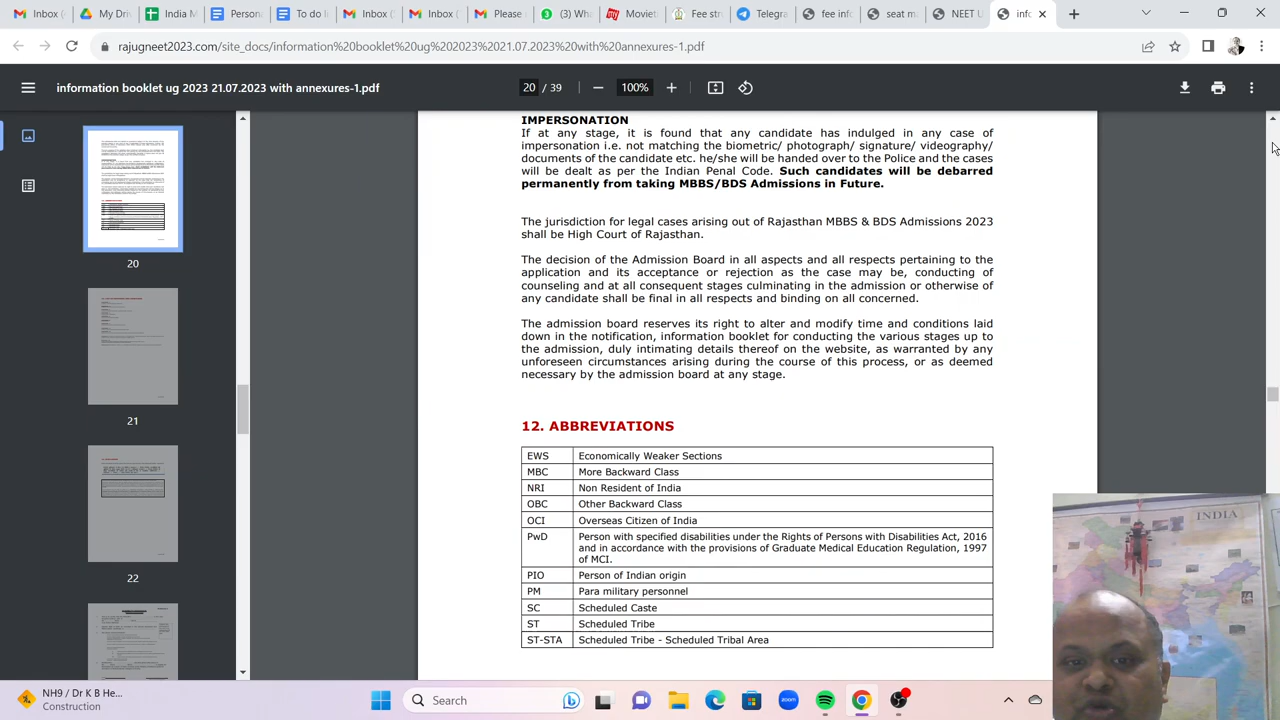 Inbox (
My Driv
India M
Person
To do l
Inbox (
Inbox (
Please
(3) Wha
Movieti
Fee stru
Telegra
fee info
seat ma
NEET U
info
rajugneet2023.com/site_docs/information%20booklet%20ug%202023%2021.07.2023%20with%20annexures-1.pdf
information booklet ug 2023 21.07.2023 with annexures-1.pdf
20 / 39
100%
20
21
22
IMPERSONATION
If at any stage, it is found that any candidate has indulged in any case of
impersonation i.e. not matching the biometric/ photograph/ signature/ videography/
documents of the candidate etc. he/she will be handed over to the Police and the cases
will be dealt as per the Indian Penal Code. Such candidates will be debarred
permanently from taking MBBS/BDS Admissions in Future.
The jurisdiction for legal cases arising out of Rajasthan MBBS & BDS Admissions 2023
shall be High Court of Rajasthan.
The decision of the Admission Board in all aspects and all respects pertaining to the
application and its acceptance or rejection as the case may be, conducting of
counseling and at all consequent stages culminating in the admission or otherwise of
any candidate shall be final in all respects and binding on all concerned.
The admission board reserves its right to alter and modify time and conditions laid
down in the notification, information booklet for conducting the various stages up to
the admission, duly intimating details thereof on the website, as warranted by any
unforeseen circumstances arising during the course of this process, or as deemed
necessary by the admission board at any stage.
12. ABBREVIATIONS
EWS Economically Weaker Sections
MBC More Backward Class
NRI Non Resident of India
OBC Other Backward Class
OCI Overseas Citizen of India
PwD Person with specified disabilities under the Rights of Persons with Disabilities Act, 2016
and in accordance with the provisions of Graduate Medical Education Regulation, 1997
of MCI.
PIO Person of Indian origin
PM Para military personnel
SC Scheduled Caste
ST Scheduled Tribe
ST-STA Scheduled Tribe - Scheduled Tribal Area
INDIA
NH9 / Dr K B He...
Construction
Search
zoom